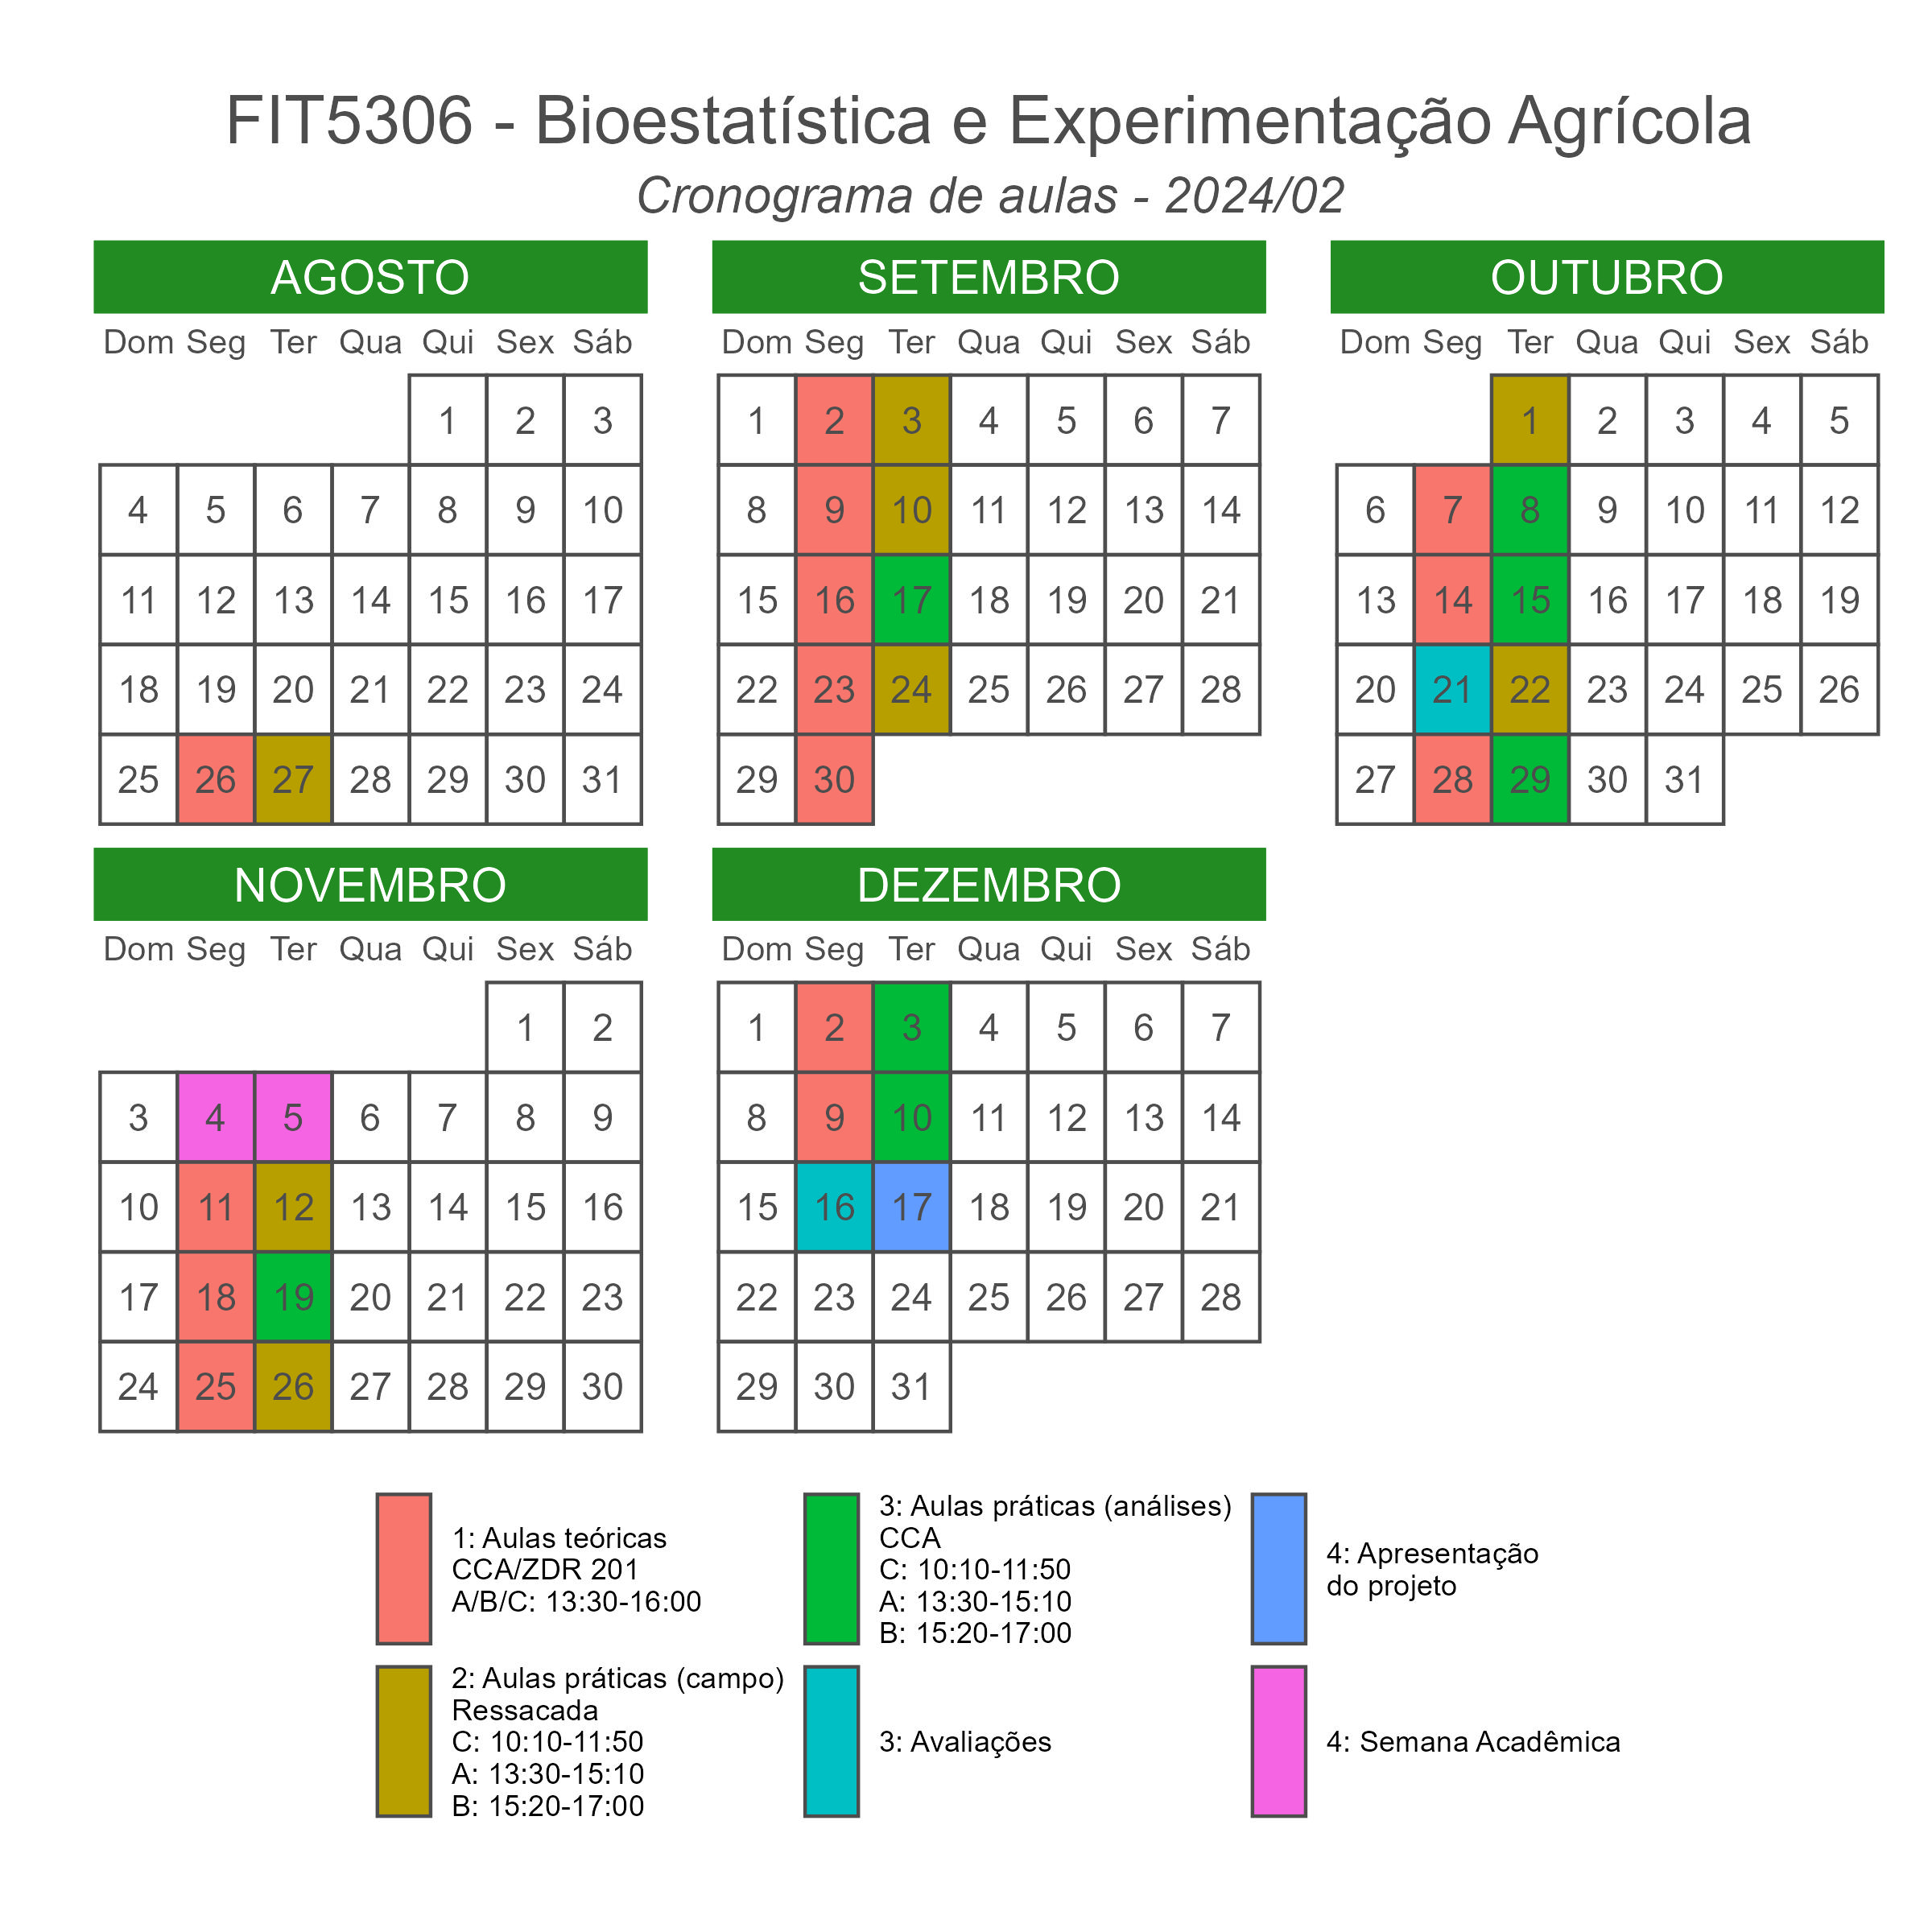 FIT5306 - Bioestatística e Experimentação Agrícola
Cronograma de aulas - 2024/02
AGOSTO
Dom Seg Ter Qua Qui Sex Sáb
1 2 3
4 5 6 7 8 9 10
11 12 13 14 15 16 17
18 19 20 21 22 23 24
25 26 27 28 29 30 31
SETEMBRO
Dom Seg Ter Qua Qui Sex Sáb
1 2 3 4 5 6 7
8 9 10 11 12 13 14
15 16 17 18 19 20 21
22 23 24 25 26 27 28
29 30
OUTUBRO
Dom Seg Ter Qua Qui Sex Sáb
1 2 3 4 5
6 7 8 9 10 11 12
13 14 15 16 17 18 19
20 21 22 23 24 25 26
27 28 29 30 31
NOVEMBRO
Dom Seg Ter Qua Qui Sex Sáb
1 2
3 4 5 6 7 8 9
10 11 12 13 14 15 16
17 18 19 20 21 22 23
24 25 26 27 28 29 30
DEZEMBRO
Dom Seg Ter Qua Qui Sex Sáb
1 2 3 4 5 6 7
8 9 10 11 12 13 14
15 16 17 18 19 20 21
22 23 24 25 26 27 28
29 30 31
1: Aulas teóricas
CCA/ZDR 201
A/B/C: 13:30-16:00
2: Aulas práticas (campo)
Ressacada
C: 10:10-11:50
A: 13:30-15:10
B: 15:20-17:00
3: Aulas práticas (análises)
CCA
C: 10:10-11:50
A: 13:30-15:10
B: 15:20-17:00
3: Avaliações
4: Apresentação
do projeto
4: Semana Acadêmica